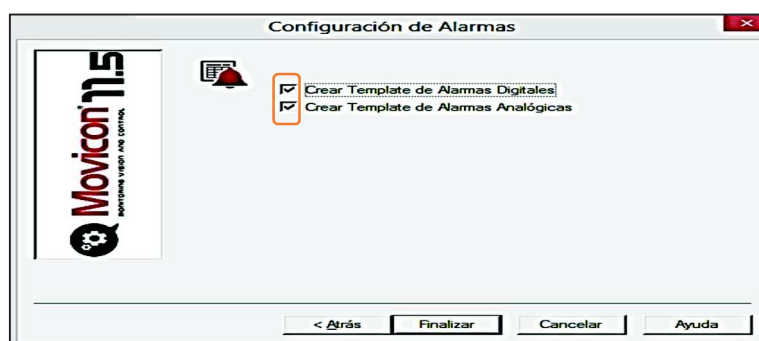 Configuración de Alarmas
Movicon 11.5
MONITORING VISION AND CONTROL
Crear Template de Alarmas Digitales
Crear Template de Alarmas Analógicas
< Atrás
Finalizar
Cancelar
Ayuda